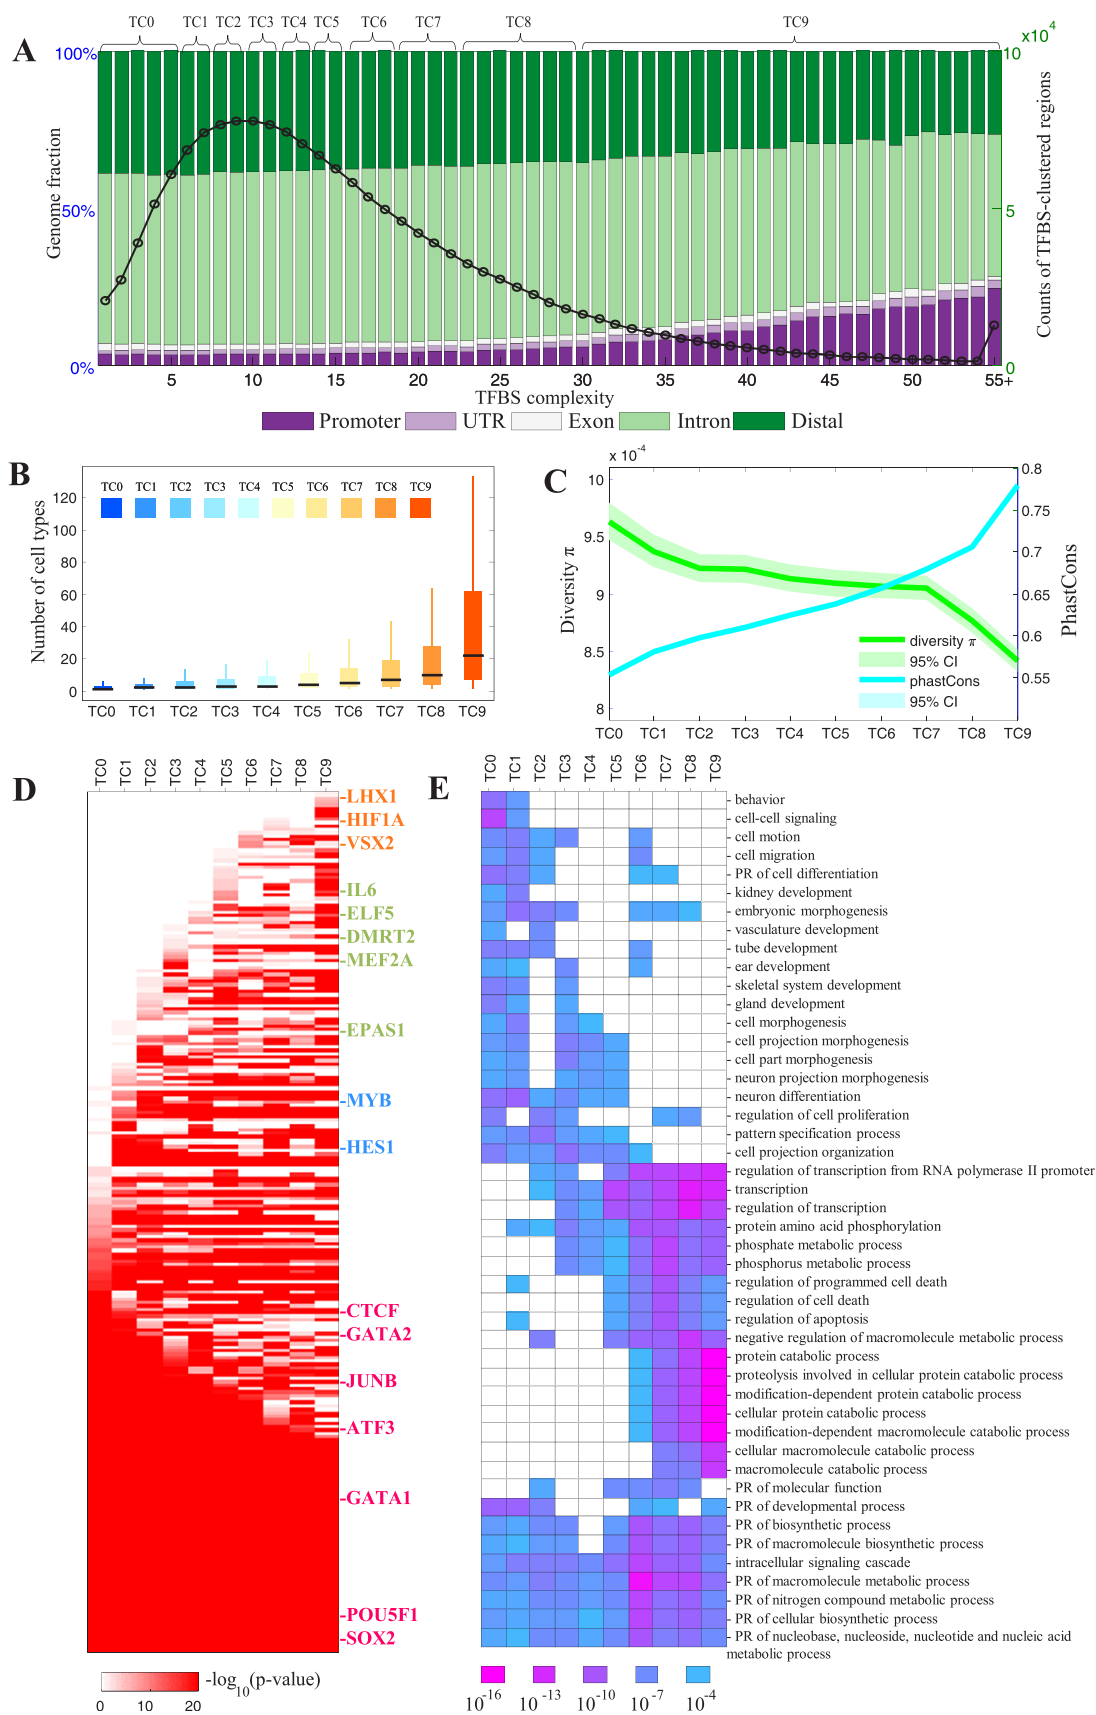 TC0 TC1 TC2 TC3 TC4 TC5 TC6 TC7 TC8 TC9
A
x10⁴
100% 10
Genome fraction
50% 5
Counts of TFBS-clustered regions
0% 0
5 10 15 20 25 30 35 40 45 50 55+
TFBS complexity
Promoter UTR Exon Intron Distal
B
TC0 TC1 TC2 TC3 TC4 TC5 TC6 TC7 TC8 TC9
Number of cell types
120
100
80
60
40
20
0
TC0 TC1 TC2 TC3 TC4 TC5 TC6 TC7 TC8 TC9
C
x 10⁻⁴
10
9.5
9
8.5
8
Diversity π
0.8
0.75
0.7
0.65
0.6
0.55
PhastCons
diversity π
95% CI
phastCons
95% CI
TC0 TC1 TC2 TC3 TC4 TC5 TC6 TC7 TC8 TC9
D
TC0 TC1 TC2 TC3 TC4 TC5 TC6 TC7 TC8 TC9
-LHX1
-HIF1A
-VSX2
-IL6
-ELF5
-DMRT2
-MEF2A
-EPAS1
-MYB
-HES1
-CTCF
-GATA2
-JUNB
-ATF3
-GATA1
-POU5F1
-SOX2
-log₁₀(p-value)
0 10 20
E
TC0 TC1 TC2 TC3 TC4 TC5 TC6 TC7 TC8 TC9
behavior
cell-cell signaling
cell motion
cell migration
PR of cell differentiation
kidney development
embryonic morphogenesis
vasculature development
tube development
ear development
skeletal system development
gland development
cell morphogenesis
cell projection morphogenesis
cell part morphogenesis
neuron projection morphogenesis
neuron differentiation
regulation of cell proliferation
pattern specification process
cell projection organization
regulation of transcription from RNA polymerase II promoter
transcription
regulation of transcription
protein amino acid phosphorylation
phosphate metabolic process
phosphorus metabolic process
regulation of programmed cell death
regulation of cell death
regulation of apoptosis
negative regulation of macromolecule metabolic process
protein catabolic process
proteolysis involved in cellular protein catabolic process
modification-dependent protein catabolic process
cellular protein catabolic process
modification-dependent macromolecule catabolic process
cellular macromolecule catabolic process
macromolecule catabolic process
PR of molecular function
PR of developmental process
PR of biosynthetic process
PR of macromolecule biosynthetic process
intracellular signaling cascade
PR of macromolecule metabolic process
PR of nitrogen compound metabolic process
PR of cellular biosynthetic process
PR of nucleobase, nucleoside, nucleotide and nucleic acid
metabolic process
10⁻¹⁶ 10⁻¹³ 10⁻¹⁰ 10⁻⁷ 10⁻⁴